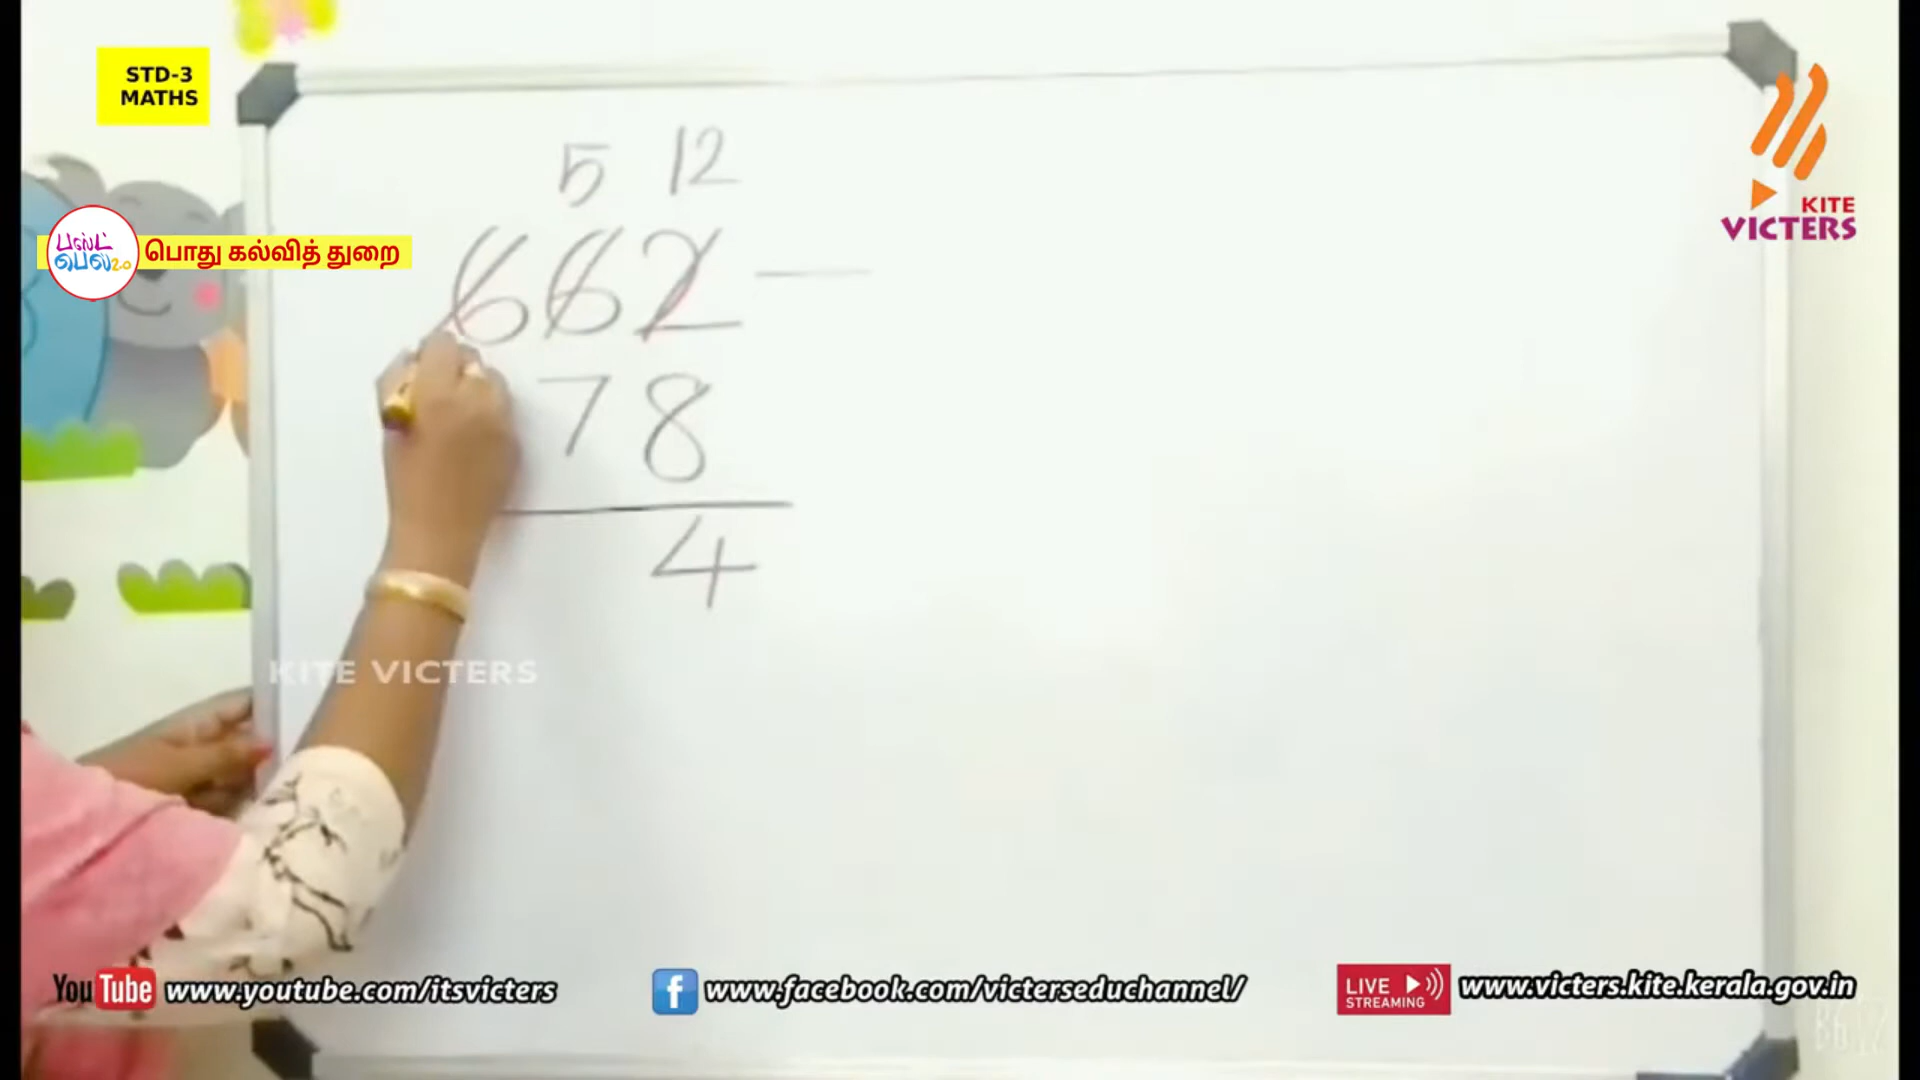 STD-3
MATHS
5 12
662 —
78
4
பஸ்ட்
பெல் 2.0
பொது கல்வித் துறை
KITE
VICTERS
KITE VICTERS
YouTube www.youtube.com/itsvicters
f www.facebook.com/victerseduchannel/
LIVE
STREAMING
www.victers.kite.kerala.gov.in